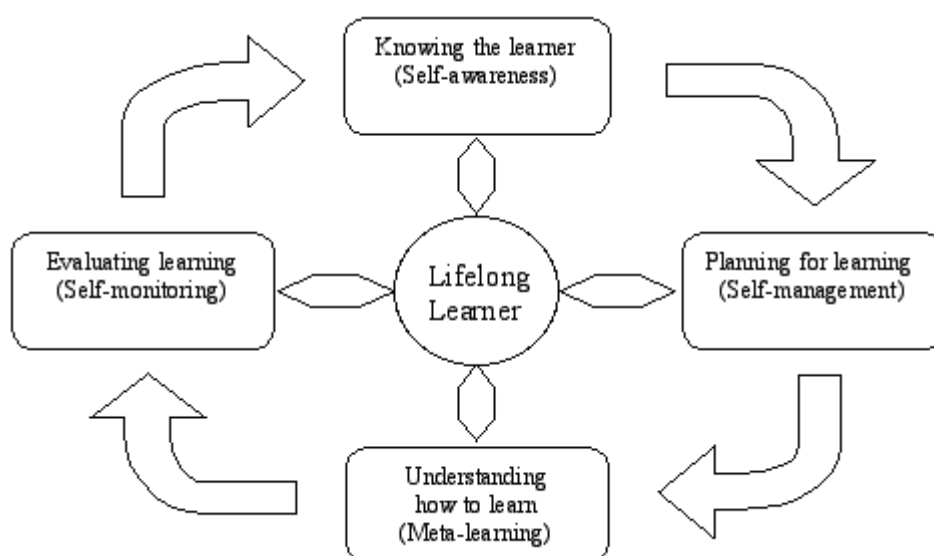 Knowing the learner
(Self-awareness)
Evaluating learning
(Self-monitoring)
Lifelong
Learner
Planning for learning
(Self-management)
Understanding
how to learn
(Meta-learning)